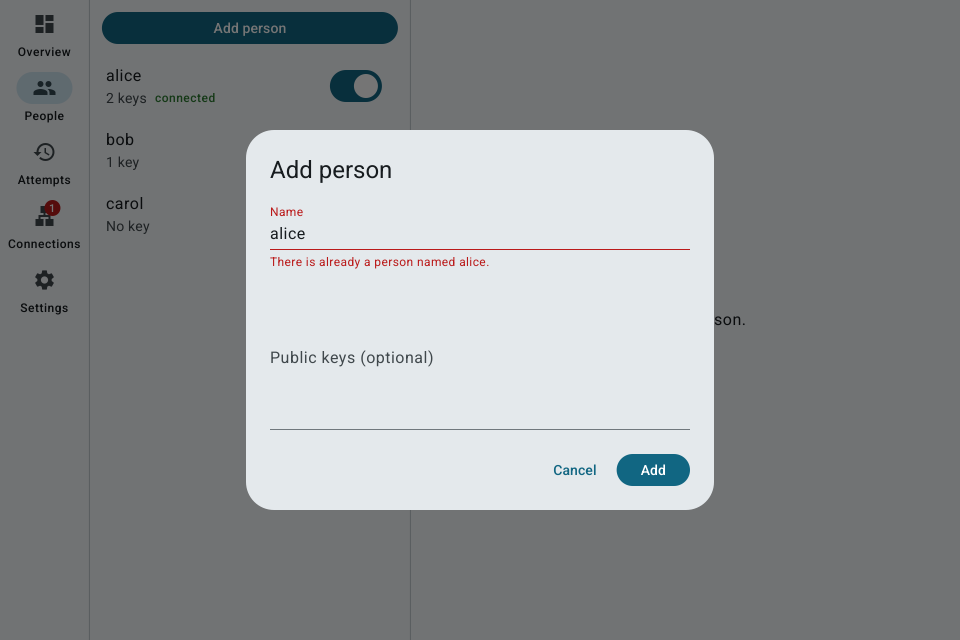 Overview
People
Attempts
1
Connections
Settings
Add person
alice
2 keys connected
bob
1 key
carol
No key
Add person
Name
alice
There is already a person named alice.
Public keys (optional)
Cancel
Add
son.